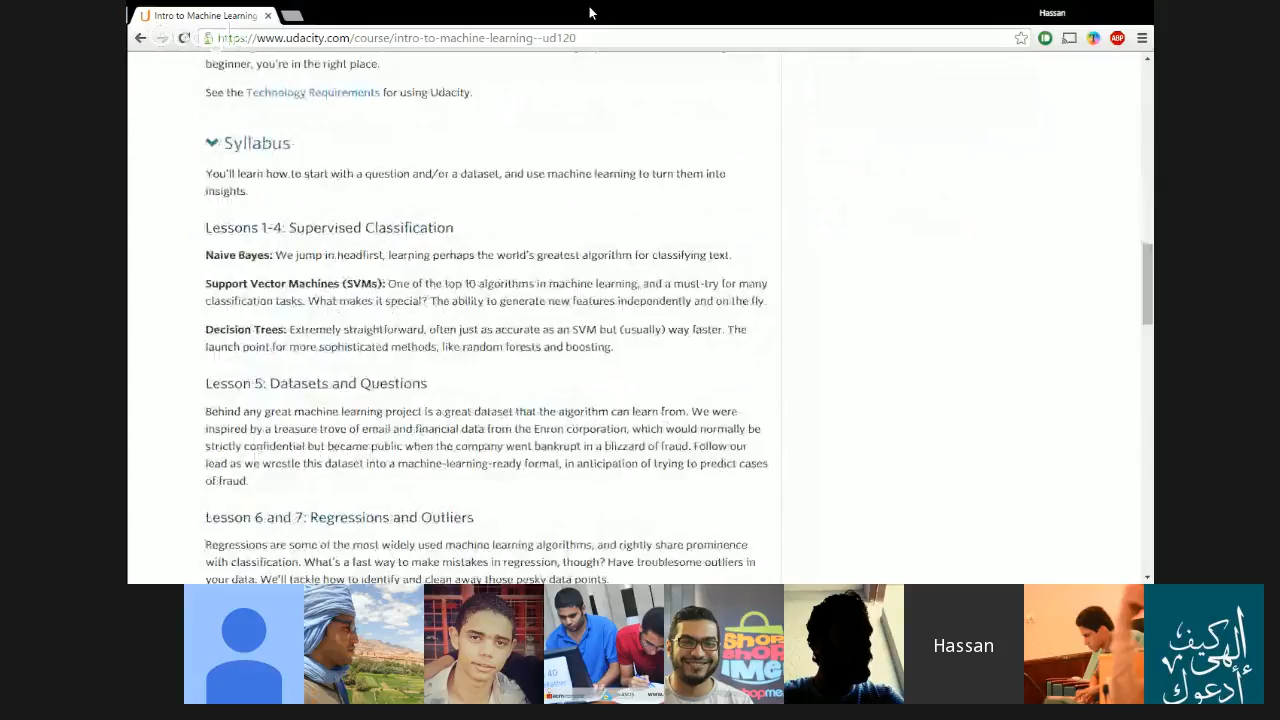 Intro to Machine Learning
Hassan
https://www.udacity.com/course/intro-to-machine-learning--ud120
ABP
beginner, you're in the right place.
See the Technology Requirements for using Udacity.
Syllabus
You'll learn how to start with a question and/or a dataset, and use machine learning to turn them into
insights.
Lessons 1-4: Supervised Classification
Naive Bayes: We jump in headfirst, learning perhaps the world's greatest algorithm for classifying text.
Support Vector Machines (SVMs): One of the top 10 algorithms in machine learning, and a must-try for many
classification tasks. What makes it special? The ability to generate new features independently and on the fly.
Decision Trees: Extremely straightforward, often just as accurate as an SVM but (usually) way faster. The
launch point for more sophisticated methods, like random forests and boosting.
Lesson 5: Datasets and Questions
Behind any great machine learning project is a great dataset that the algorithm can learn from. We were
inspired by a treasure trove of email and financial data from the Enron corporation, which would normally be
strictly confidential but became public when the company went bankrupt in a blizzard of fraud. Follow our
lead as we wrestle this dataset into a machine-learning-ready format, in anticipation of trying to predict cases
of fraud.
Lesson 6 and 7: Regressions and Outliers
Regressions are some of the most widely used machine learning algorithms, and rightly share prominence
with classification. What's a fast way to make mistakes in regression, though? Have troublesome outliers in
your data. We'll tackle how to identify and clean away those pesky data points.
Hassan
إلهي كيف
أدعوك